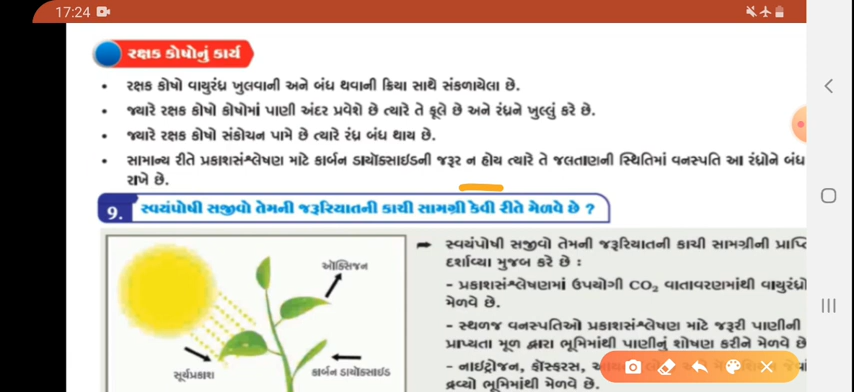 17:24
રક્ષક કોષોનું કાર્ય
• રક્ષક કોષો વાયુરંધ્ર ખુલવાની અને બંધ થવાની ક્રિયા સાથે સંકળાયેલા છે.
• જ્યારે રક્ષક કોષો કોષોમાં પાણી અંદર પ્રવેશે છે ત્યારે તે ફૂલે છે અને રંધ્રને ખુલ્લું કરે છે.
• જ્યારે રક્ષક કોષો સંકોચન પામે છે ત્યારે રંધ્ર બંધ થાય છે.
• સામાન્ય રીતે પ્રકાશસંશ્લેષણ માટે કાર્બન ડાયૉક્સાઇડની જરૂર ન હોય ત્યારે તે જલતાણની સ્થિતિમાં વનસ્પતિ આ રંધ્રોને બંધ
રાખે છે.
9. સ્વયંપોષી સજીવો તેમની જરૂરિયાતની કાચી સામગ્રી કેવી રીતે મેળવે છે ?
ઑક્સિજન
સૂર્યપ્રકાશ
કાર્બન ડાયૉક્સાઇડ
➡ સ્વયંપોષી સજીવો તેમની જરૂરિયાતની કાચી સામગ્રીની
દર્શાવ્યા મુજબ કરે છે :
– પ્રકાશસંશ્લેષણમાં ઉપયોગી CO₂ વાતાવરણમાંથી
મેળવે છે.
– સ્થળજ વનસ્પતિઓ પ્રકાશસંશ્લેષણ માટે જરૂરી પાણીની
પ્રાપ્યતા મૂળ દ્વારા ભૂમિમાંથી પાણીનું શોષણ કરીને મેળવે છે
– નાઇટ્રોજન, ફૉસ્ફરસ,
દ્રવ્યો ભૂમિમાંથી મેળવે છે.